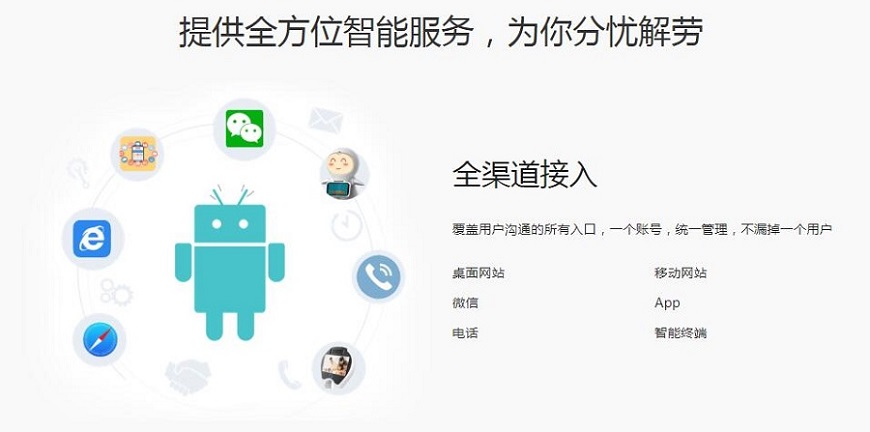 提供全方位智能服务，为你分忧解劳
全渠道接入
覆盖用户沟通的所有入口，一个账号，统一管理，不漏掉一个用户
桌面网站 移动网站
微信 App
电话 智能终端